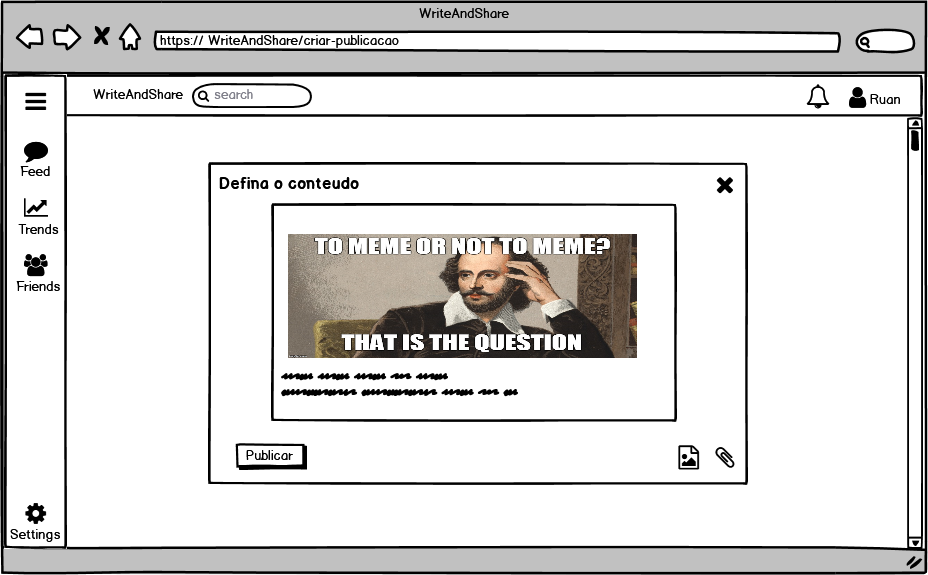 WriteAndShare
https:// WriteAndShare/criar-publicacao
WriteAndShare
search
Ruan
Feed
Trends
Friends
Settings
Defina o conteudo
TO MEME OR NOT TO MEME?
THAT IS THE QUESTION
Publicar